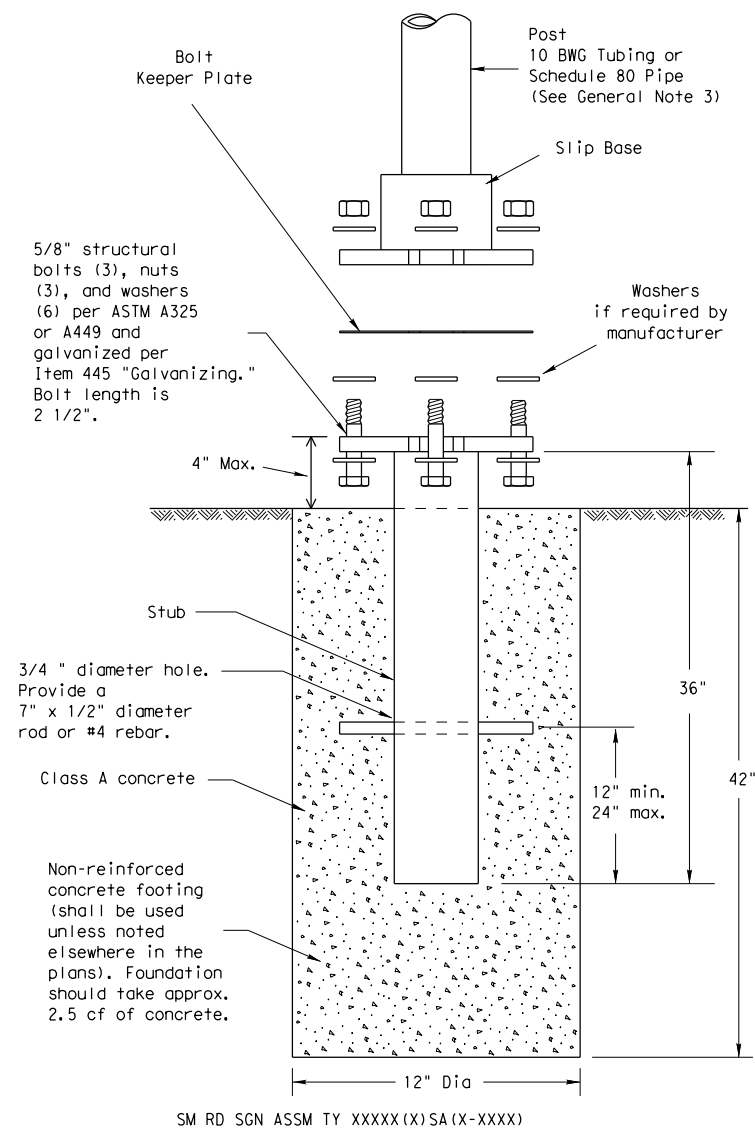 Bolt
Keeper Plate
Post
10 BWG Tubing or
Schedule 80 Pipe
(See General Note 3)
Slip Base
5/8" structural
bolts (3), nuts
(3), and washers
(6) per ASTM A325
or A449 and
galvanized per
Item 445 "Galvanizing."
Bolt length is
2 1/2".
Washers
if required by
manufacturer
4" Max.
Stub
3/4 " diameter hole.
Provide a
7" x 1/2" diameter
rod or #4 rebar.
36"
42"
Class A concrete
12" min.
24" max.
Non-reinforced
concrete footing
(shall be used
unless noted
elsewhere in the
plans). Foundation
should take approx.
2.5 cf of concrete.
12" Dia
SM RD SGN ASSM TY XXXXX(X)SA(X-XXXX)